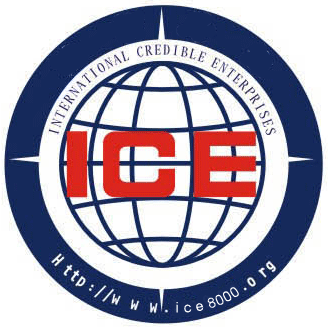 INTERNATIONAL CREDIBLE ENTERPRISES
ICE
Http://www.ice8000.org